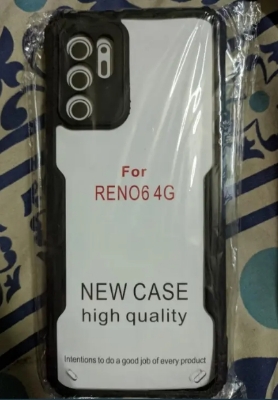 For
RENO6 4G
NEW CASE
high quality
Intentions to do a good job of every product